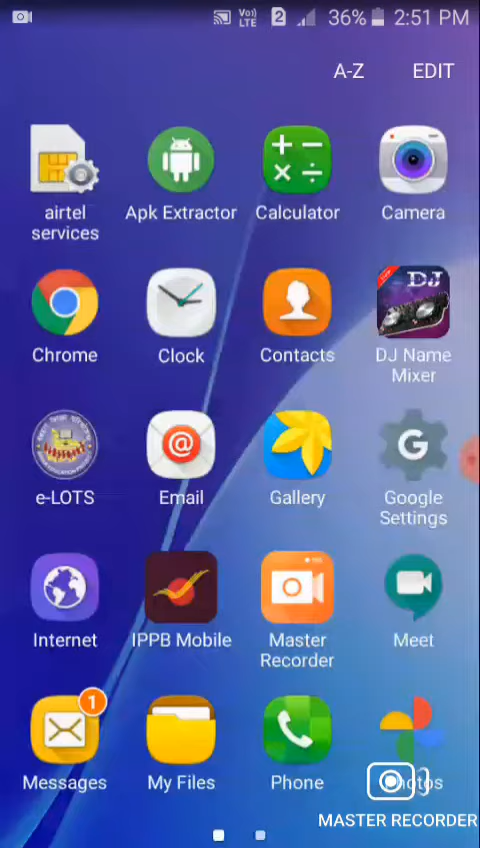 Vo))
LTE
2
36%
2:51 PM
A-Z
EDIT
airtel
services
Apk Extractor
Calculator
Camera
Chrome
Clock
Contacts
DJ
DJ Name
Mixer
e-LOTS
@
Email
Gallery
G
Google
Settings
Internet
IPPB Mobile
Master
Recorder
Meet
1
Messages
My Files
Phone
Photos
MASTER RECORDER